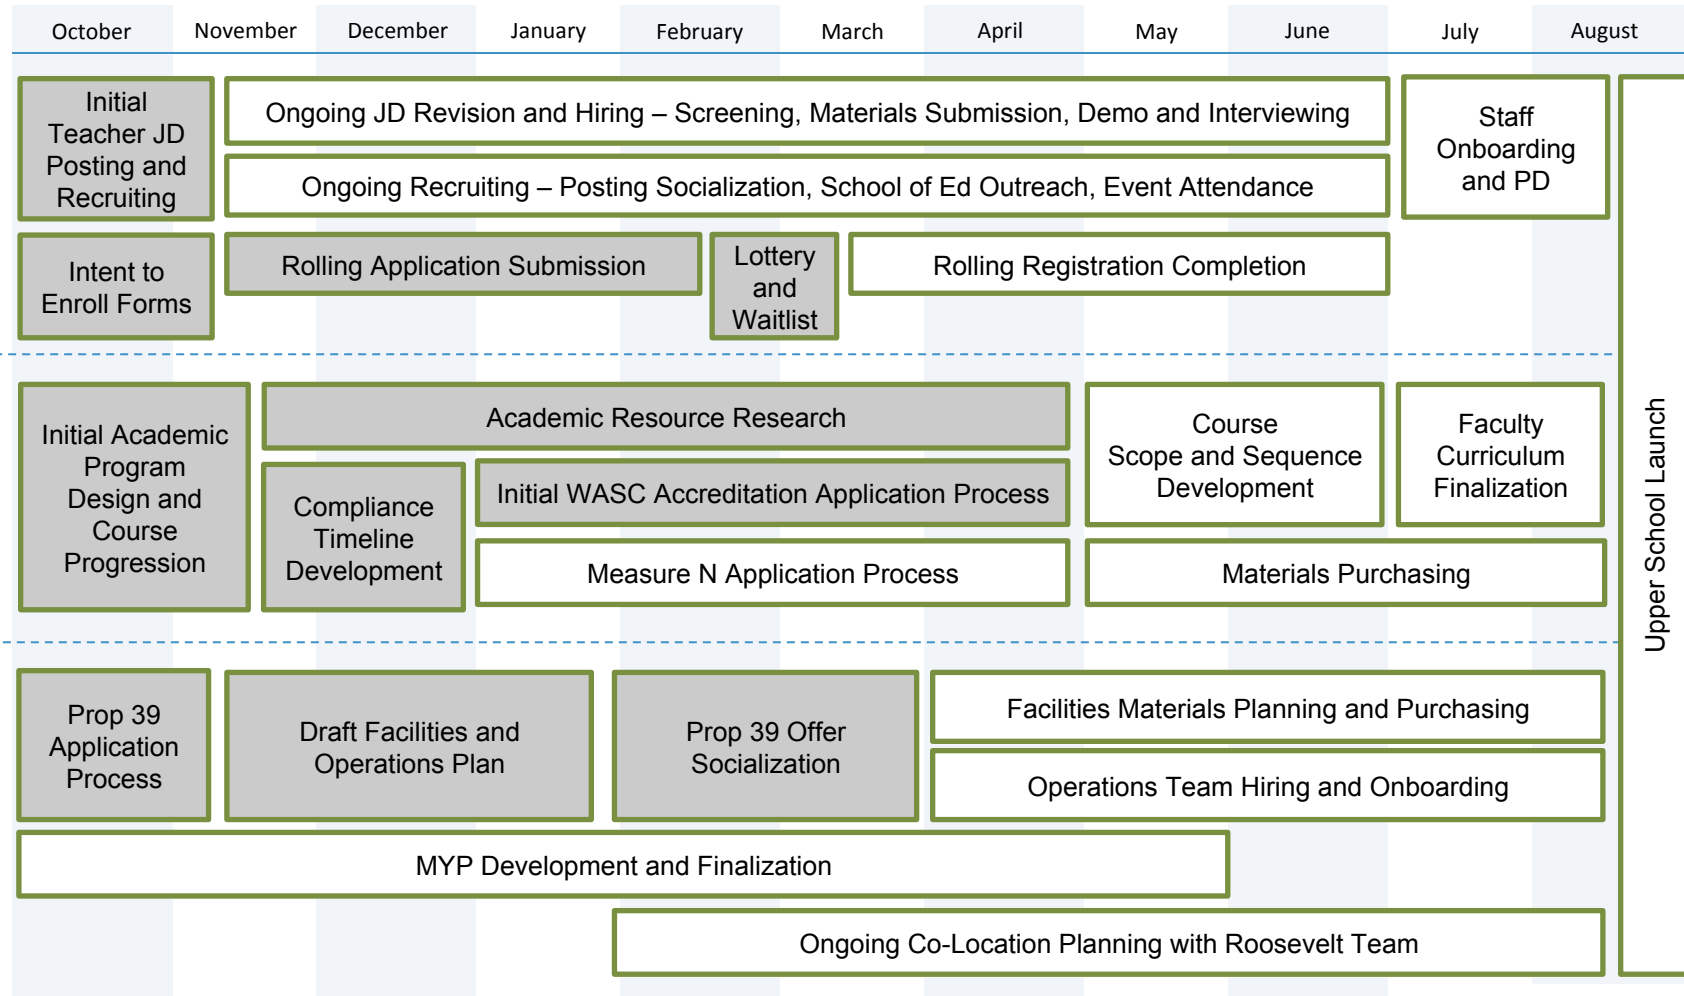 October November December January February March April May June July August
Initial
Teacher JD
Posting and
Recruiting
Ongoing JD Revision and Hiring – Screening, Materials Submission, Demo and Interviewing
Ongoing Recruiting – Posting Socialization, School of Ed Outreach, Event Attendance
Staff
Onboarding
and PD
Intent to
Enroll Forms
Rolling Application Submission
Lottery
and
Waitlist
Rolling Registration Completion
Initial Academic
Program
Design and
Course
Progression
Academic Resource Research
Compliance
Timeline
Development
Initial WASC Accreditation Application Process
Measure N Application Process
Course
Scope and Sequence
Development
Faculty
Curriculum
Finalization
Materials Purchasing
Prop 39
Application
Process
Draft Facilities and
Operations Plan
Prop 39 Offer
Socialization
Facilities Materials Planning and Purchasing
Operations Team Hiring and Onboarding
MYP Development and Finalization
Ongoing Co-Location Planning with Roosevelt Team
Upper School Launch